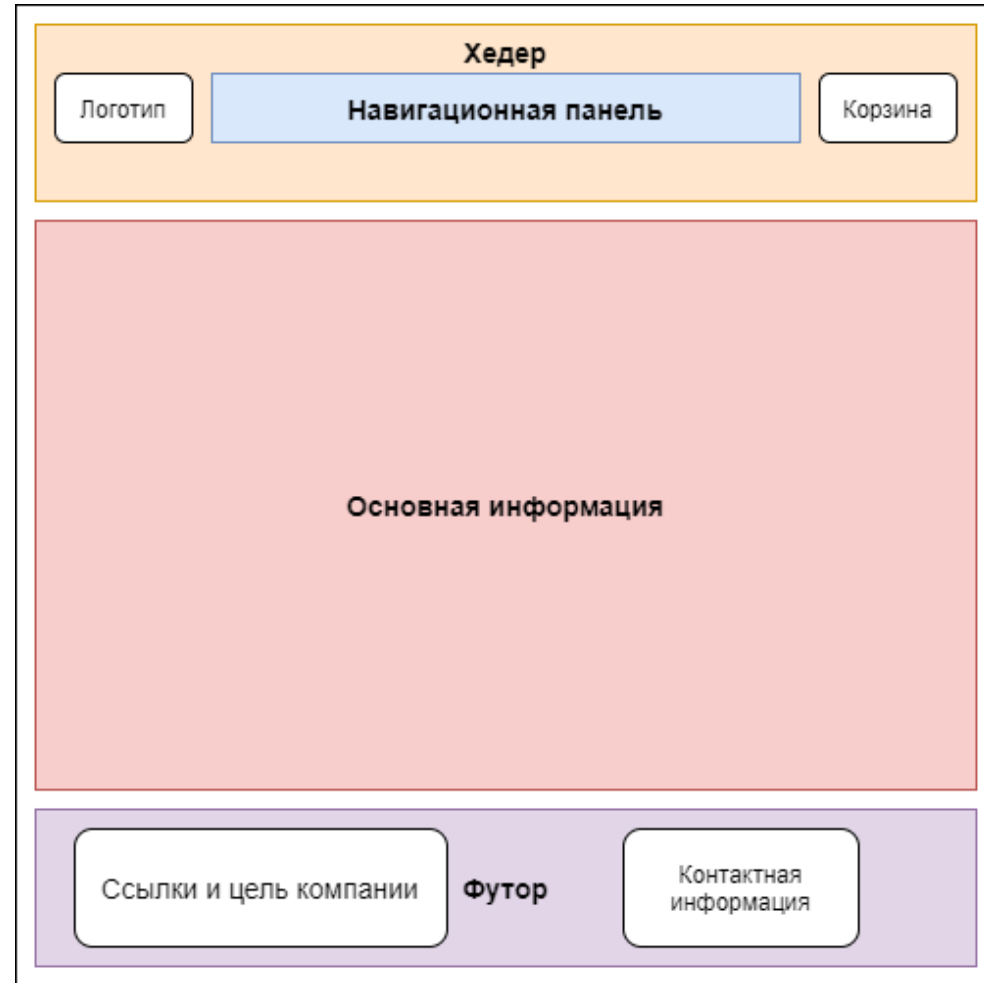 Хедер
Логотип
Навигационная панель
Корзина
Основная информация
Ссылки и цель компании
Футор
Контактная
информация